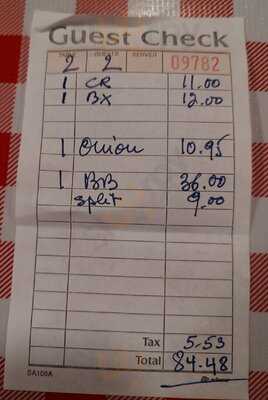 Guest Check
TABLE GUESTS SERVER
2 2 09782
1 CR 11.00
1 BX 12.00
1 Onion 10.95
1 BB 36.00
split 9.00
Tax 5.53
Total 84.48